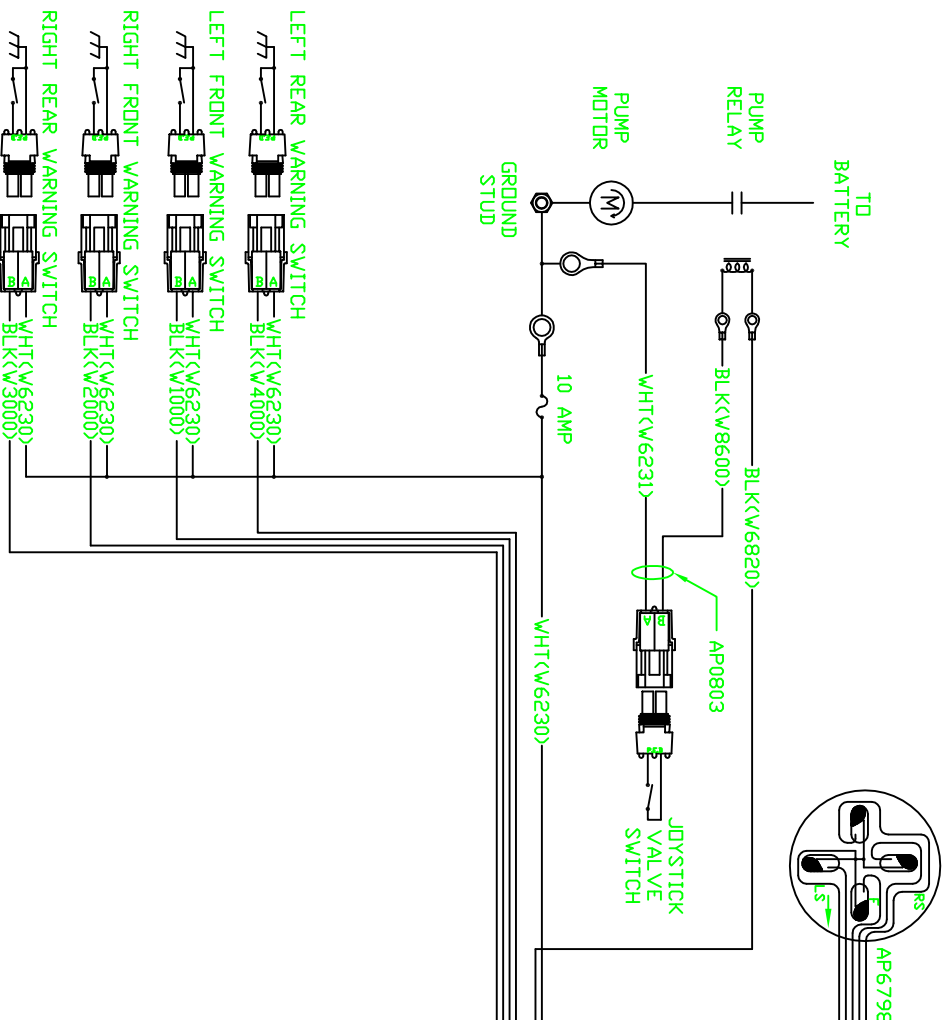 TO
BATTERY
PUMP
RELAY
PUMP
MOTOR
GROUND
STUD
10 AMP
BLK(W6820)
BLK(W8600)
WHT(W6231)
WHT(W6230)
AP0803
B
A
JOYSTICK
VALVE
SWITCH
RS
F
LS
AP6798
LEFT REAR WARNING SWITCH
A
B
WHT(W6230)
BLK(W4000)
LEFT FRONT WARNING SWITCH
A
B
WHT(W6230)
BLK(W1000)
RIGHT FRONT WARNING SWITCH
A
B
WHT(W6230)
BLK(W2000)
RIGHT REAR WARNING SWITCH
A
B
WHT(W6230)
BLK(W3000)
M